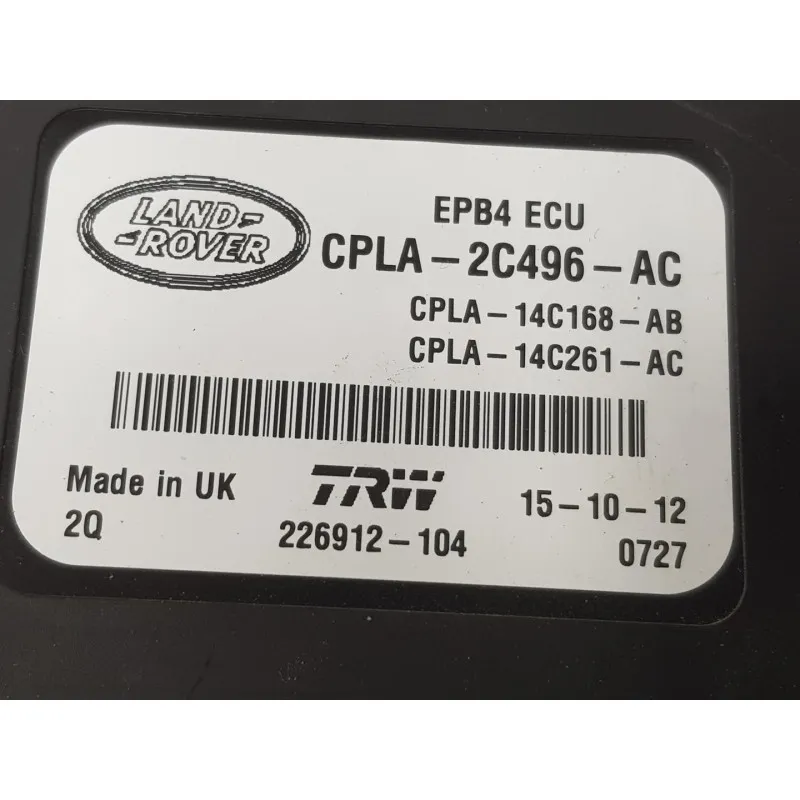 LAND-
-ROVER
EPB4 ECU
CPLA-2C496-AC
CPLA-14C168-AB
CPLA-14C261-AC
Made in UK
2Q
TRW
226912-104
15-10-12
0727